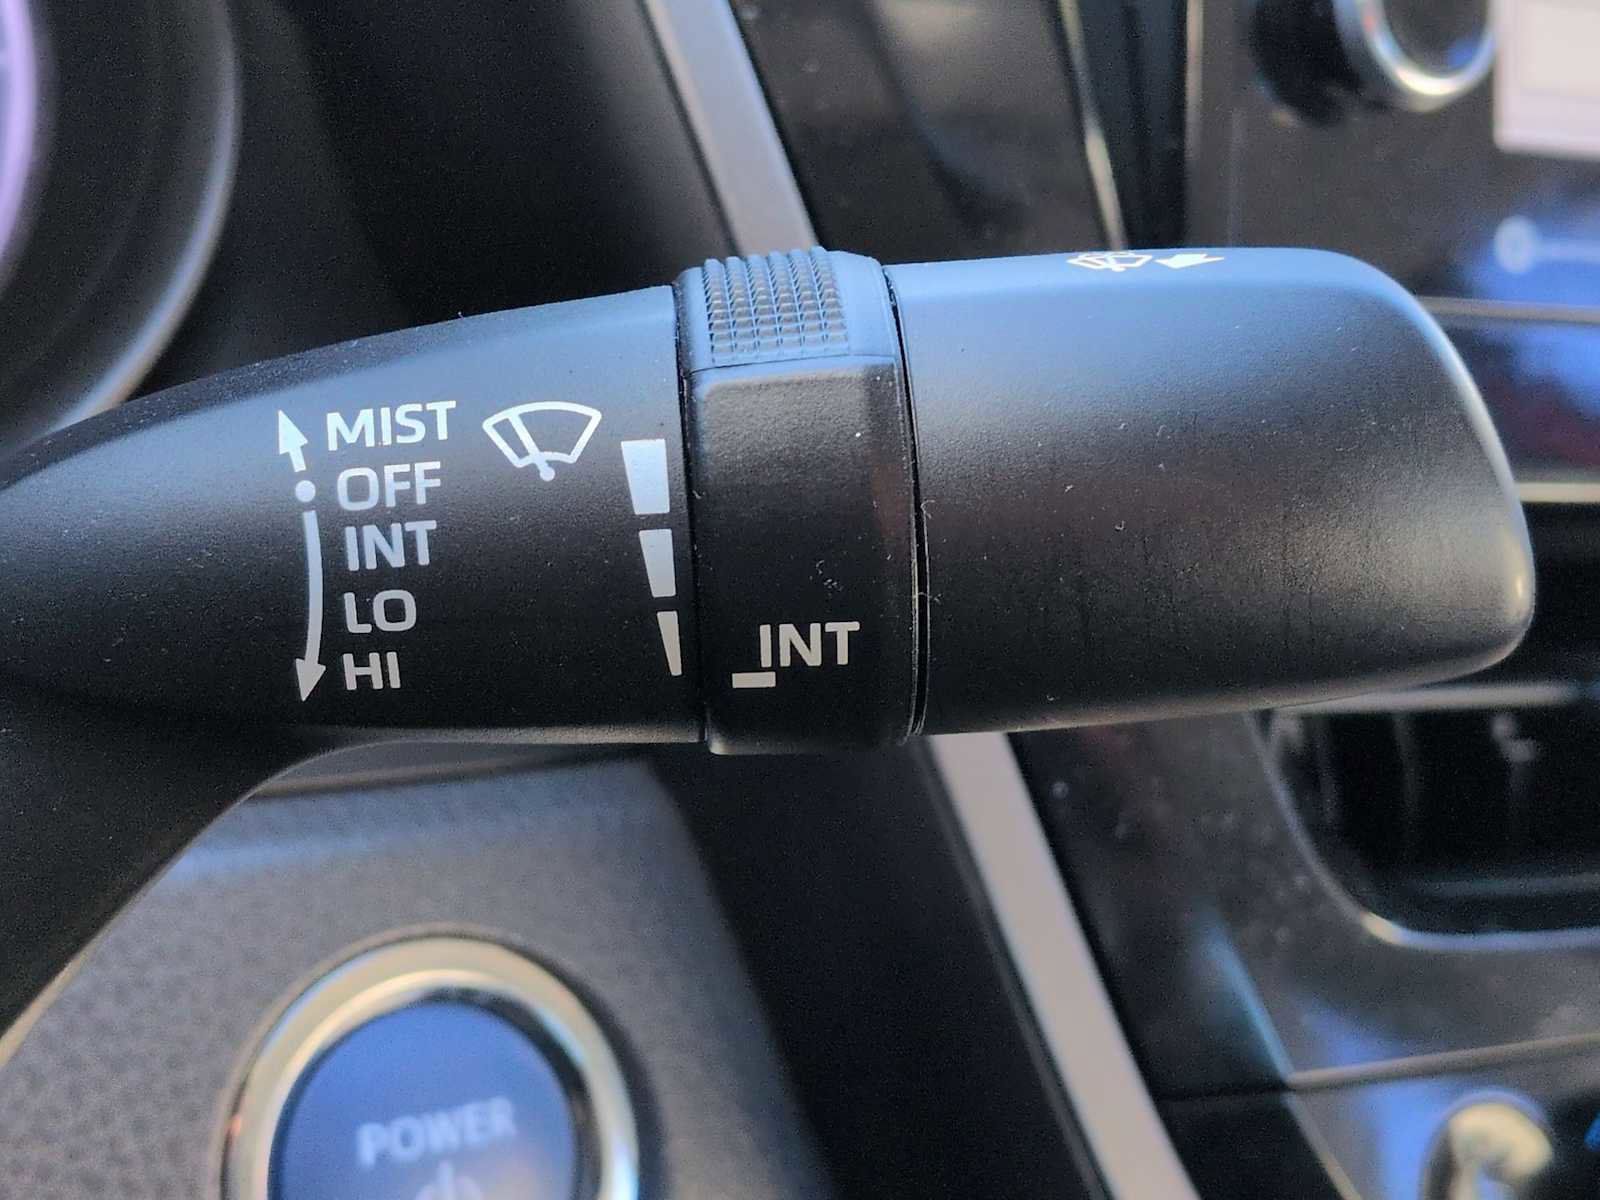 MIST
OFF
INT
LO
HI
INT
POWER